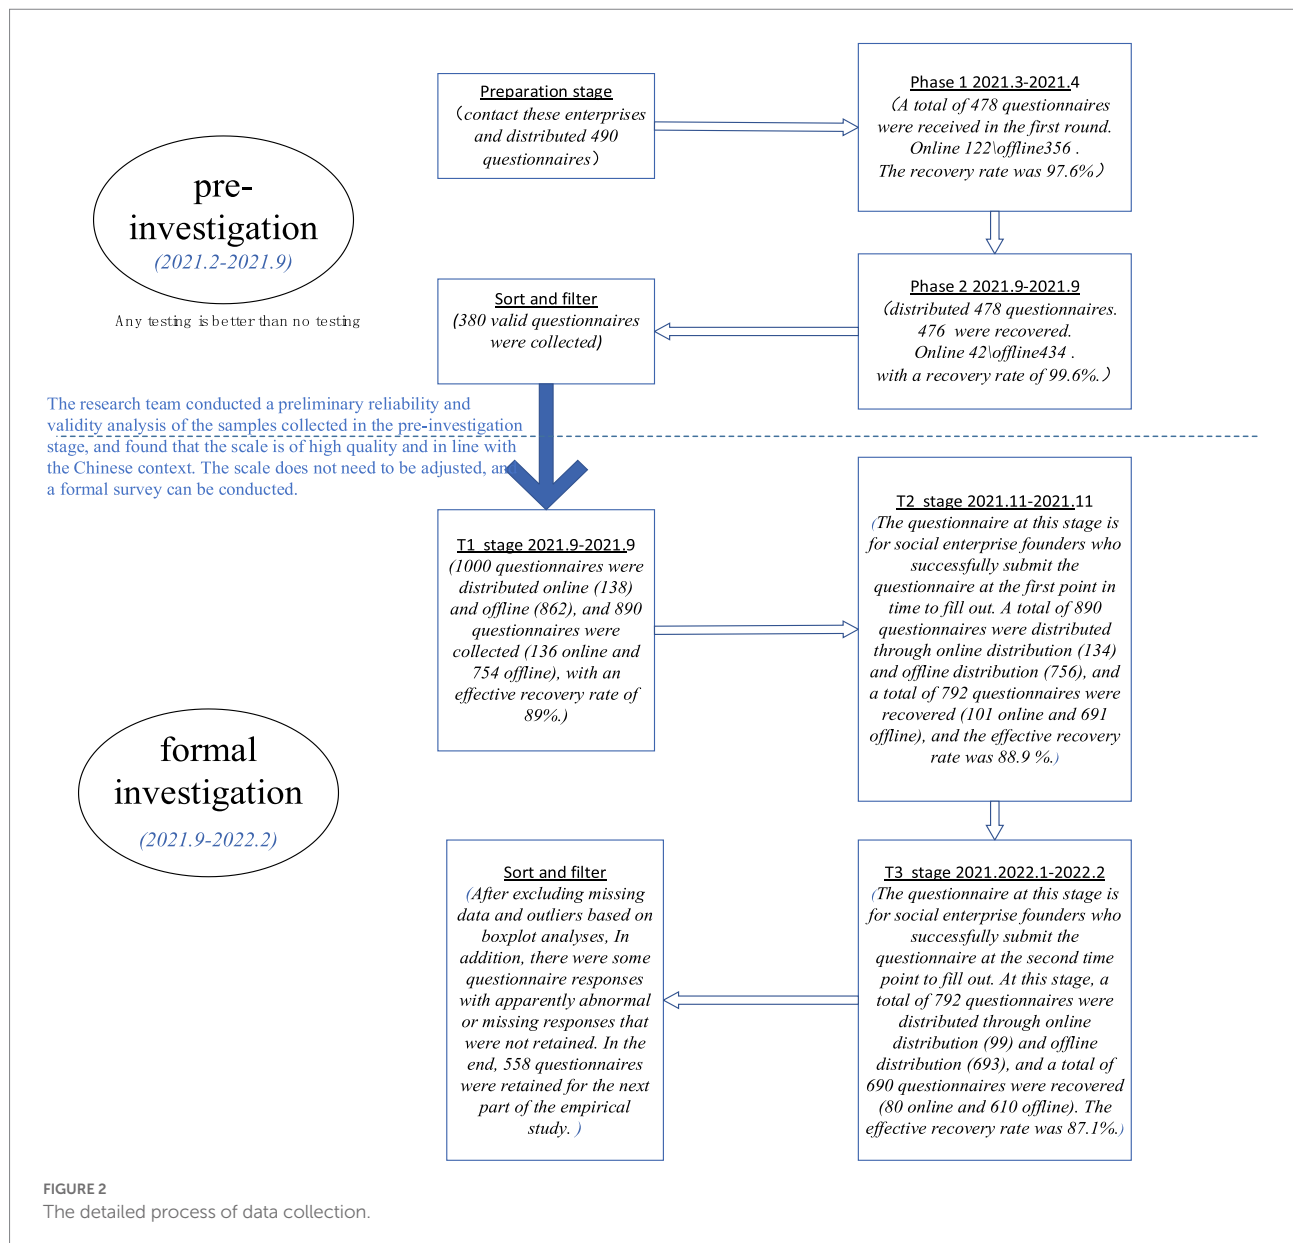 pre-
investigation
(2021.2-2021.9)
Any testing is better than no testing
Preparation stage
(contact these enterprises
and distributed 490
questionnaires)
Phase 1 2021.3-2021.4
(A total of 478 questionnaires
were received in the first round.
Online 122\offline356 .
The recovery rate was 97.6%)
Phase 2 2021.9-2021.9
(distributed 478 questionnaires.
476 were recovered.
Online 42\offline434 .
with a recovery rate of 99.6%.)
Sort and filter
(380 valid questionnaires
were collected)
The research team conducted a preliminary reliability and
validity analysis of the samples collected in the pre-investigation
stage, and found that the scale is of high quality and in line with
the Chinese context. The scale does not need to be adjusted, and
a formal survey can be conducted.
formal
investigation
(2021.9-2022.2)
T1 stage 2021.9-2021.9
(1000 questionnaires were
distributed online (138)
and offline (862), and 890
questionnaires were
collected (136 online and
754 offline), with an
effective recovery rate of
89%.)
T2 stage 2021.11-2021.11
(The questionnaire at this stage is
for social enterprise founders who
successfully submit the
questionnaire at the first point in
time to fill out. A total of 890
questionnaires were distributed
through online distribution (134)
and offline distribution (756), and
a total of 792 questionnaires were
recovered (101 online and 691
offline), and the effective recovery
rate was 88.9 %.)
T3 stage 2021.2022.1-2022.2
(The questionnaire at this stage is
for social enterprise founders who
successfully submit the
questionnaire at the second time
point to fill out. At this stage, a
total of 792 questionnaires were
distributed through online
distribution (99) and offline
distribution (693), and a total of
690 questionnaires were recovered
(80 online and 610 offline). The
effective recovery rate was 87.1%.)
Sort and filter
(After excluding missing
data and outliers based on
boxplot analyses, In
addition, there were some
questionnaire responses
with apparently abnormal
or missing responses that
were not retained. In the
end, 558 questionnaires
were retained for the next
part of the empirical
study. )
FIGURE 2
The detailed process of data collection.